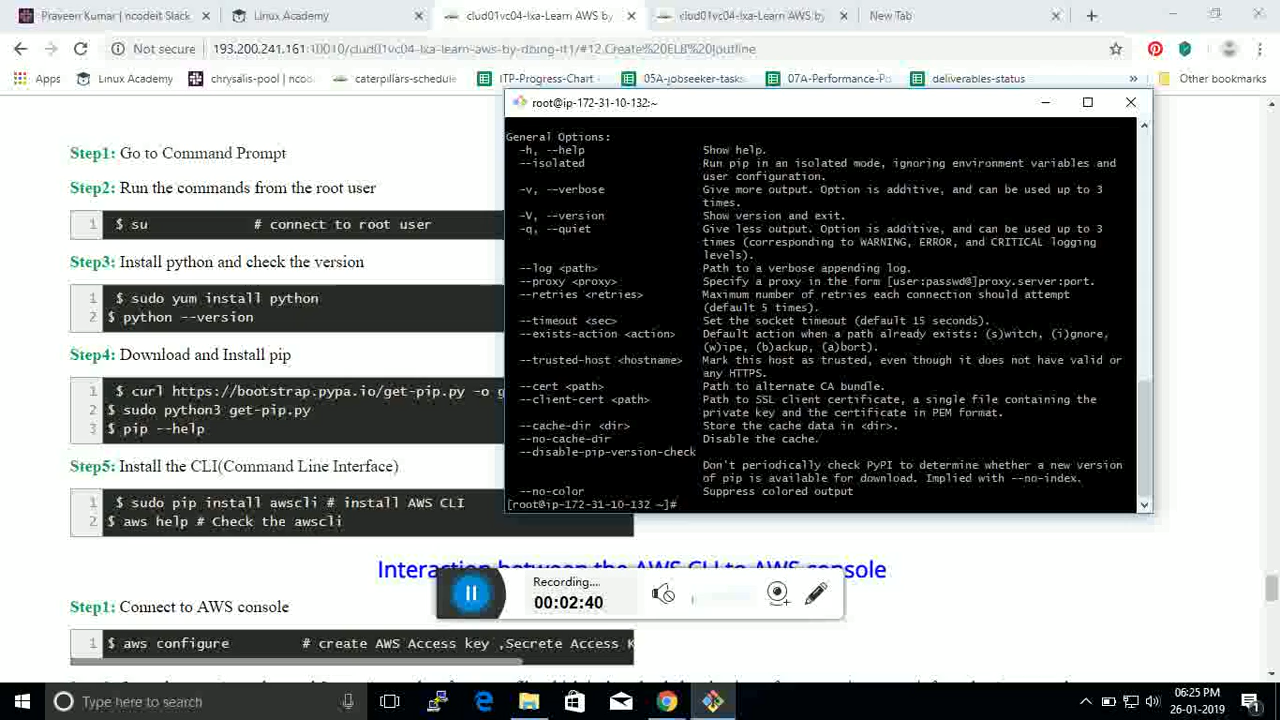 Praveen Kumar | ncodeit Slack
Linux Academy
clud01vc04-lxa-Learn AWS by
clud01vc04-lxa-Learn AWS by
New Tab
Not secure
193.200.241.161:10010/clud01vc04-lxa-learn-aws-by-doing-it1/#12.Create%20ELB%20|outline
Apps
Linux Academy
chrysalis-pool | ncod
caterpillars-schedule
ITP-Progress-Chart -
05A-jobseeker-tasks
07A-Performance-Po
deliverables-status
»
Other bookmarks
Step1: Go to Command Prompt
Step2: Run the commands from the root user
1 $ su # connect to root user
Step3: Install python and check the version
1 $ sudo yum install python
2 $ python --version
Step4: Download and Install pip
1 $ curl https://bootstrap.pypa.io/get-pip.py -o g
2 $ sudo python3 get-pip.py
3 $ pip --help
Step5: Install the CLI(Command Line Interface)
1 $ sudo pip install awscli # install AWS CLI
2 $ aws help # Check the awscli
Interaction between the AWS CLI to AWS console
Step1: Connect to AWS console
1 $ aws configure # create AWS Access key ,Secrete Access K
root@ip-172-31-10-132:~
General Options:
-h, --help Show help.
--isolated Run pip in an isolated mode, ignoring environment variables and
user configuration.
-v, --verbose Give more output. Option is additive, and can be used up to 3
times.
-V, --version Show version and exit.
-q, --quiet Give less output. Option is additive, and can be used up to 3
times (corresponding to WARNING, ERROR, and CRITICAL logging
levels).
--log <path> Path to a verbose appending log.
--proxy <proxy> Specify a proxy in the form [user:passwd@]proxy.server:port.
--retries <retries> Maximum number of retries each connection should attempt
(default 5 times).
--timeout <sec> Set the socket timeout (default 15 seconds).
--exists-action <action> Default action when a path already exists: (s)witch, (i)gnore,
(w)ipe, (b)ackup, (a)bort).
--trusted-host <hostname> Mark this host as trusted, even though it does not have valid or
any HTTPS.
--cert <path> Path to alternate CA bundle.
--client-cert <path> Path to SSL client certificate, a single file containing the
private key and the certificate in PEM format.
--cache-dir <dir> Store the cache data in <dir>.
--no-cache-dir Disable the cache.
--disable-pip-version-check
Don't periodically check PyPI to determine whether a new version
of pip is available for download. Implied with --no-index.
--no-color Suppress colored output
[root@ip-172-31-10-132 ~]#
Recording....
00:02:40
Type here to search
06:25 PM
26-01-2019
1